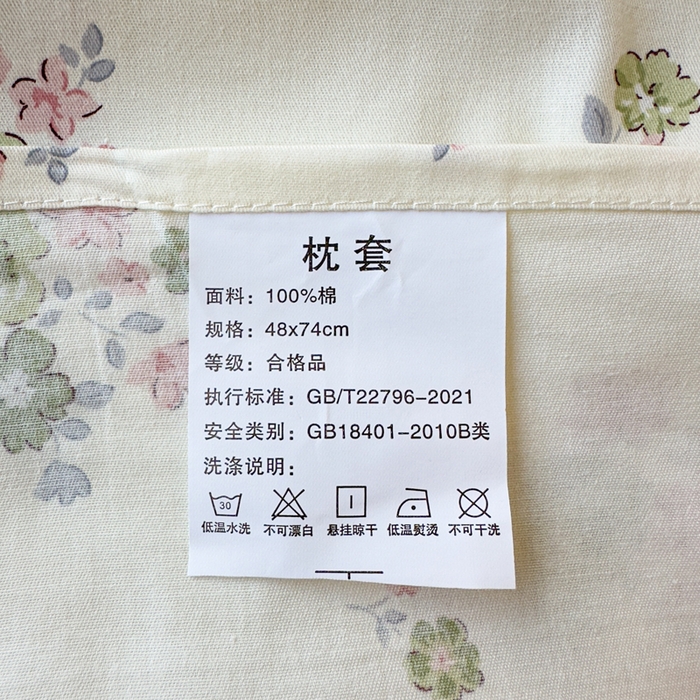 枕套
面料：100%棉
规格：48x74cm
等级：合格品
执行标准：GB/T22796-2021
安全类别：GB18401-2010B类
洗涤说明：
30
低温水洗 不可漂白 悬挂晾干 低温熨烫 不可干洗